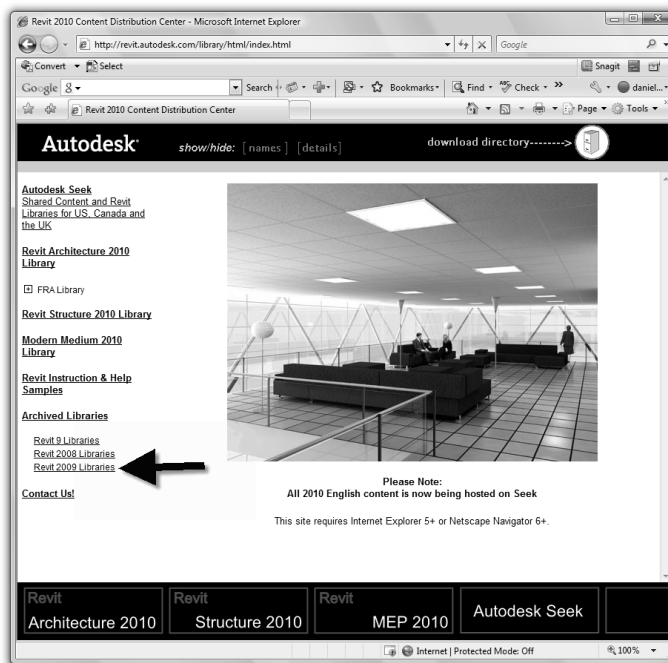 Revit 2010 Content Distribution Center - Microsoft Internet Explorer
http://revit.autodesk.com/library/html/index.html
Google
Convert Select
Snagit
Google
Search Bookmarks Find Check
daniel...
Revit 2010 Content Distribution Center
Page Tools
Autodesk
show/hide: [names] [details]
download directory-------->
Autodesk Seek
Shared Content and Revit
Libraries for US, Canada and
the UK
Revit Architecture 2010
Library
FRA Library
Revit Structure 2010 Library
Modern Medium 2010
Library
Revit Instruction & Help
Samples
Archived Libraries
Revit 9 Libraries
Revit 2008 Libraries
Revit 2009 Libraries
Contact Us!
Please Note:
All 2010 English content is now being hosted on Seek
This site requires Internet Explorer 5+ or Netscape Navigator 6+.
Revit
Architecture 2010
Revit
Structure 2010
Revit
MEP 2010
Autodesk Seek
Internet | Protected Mode: Off
100%